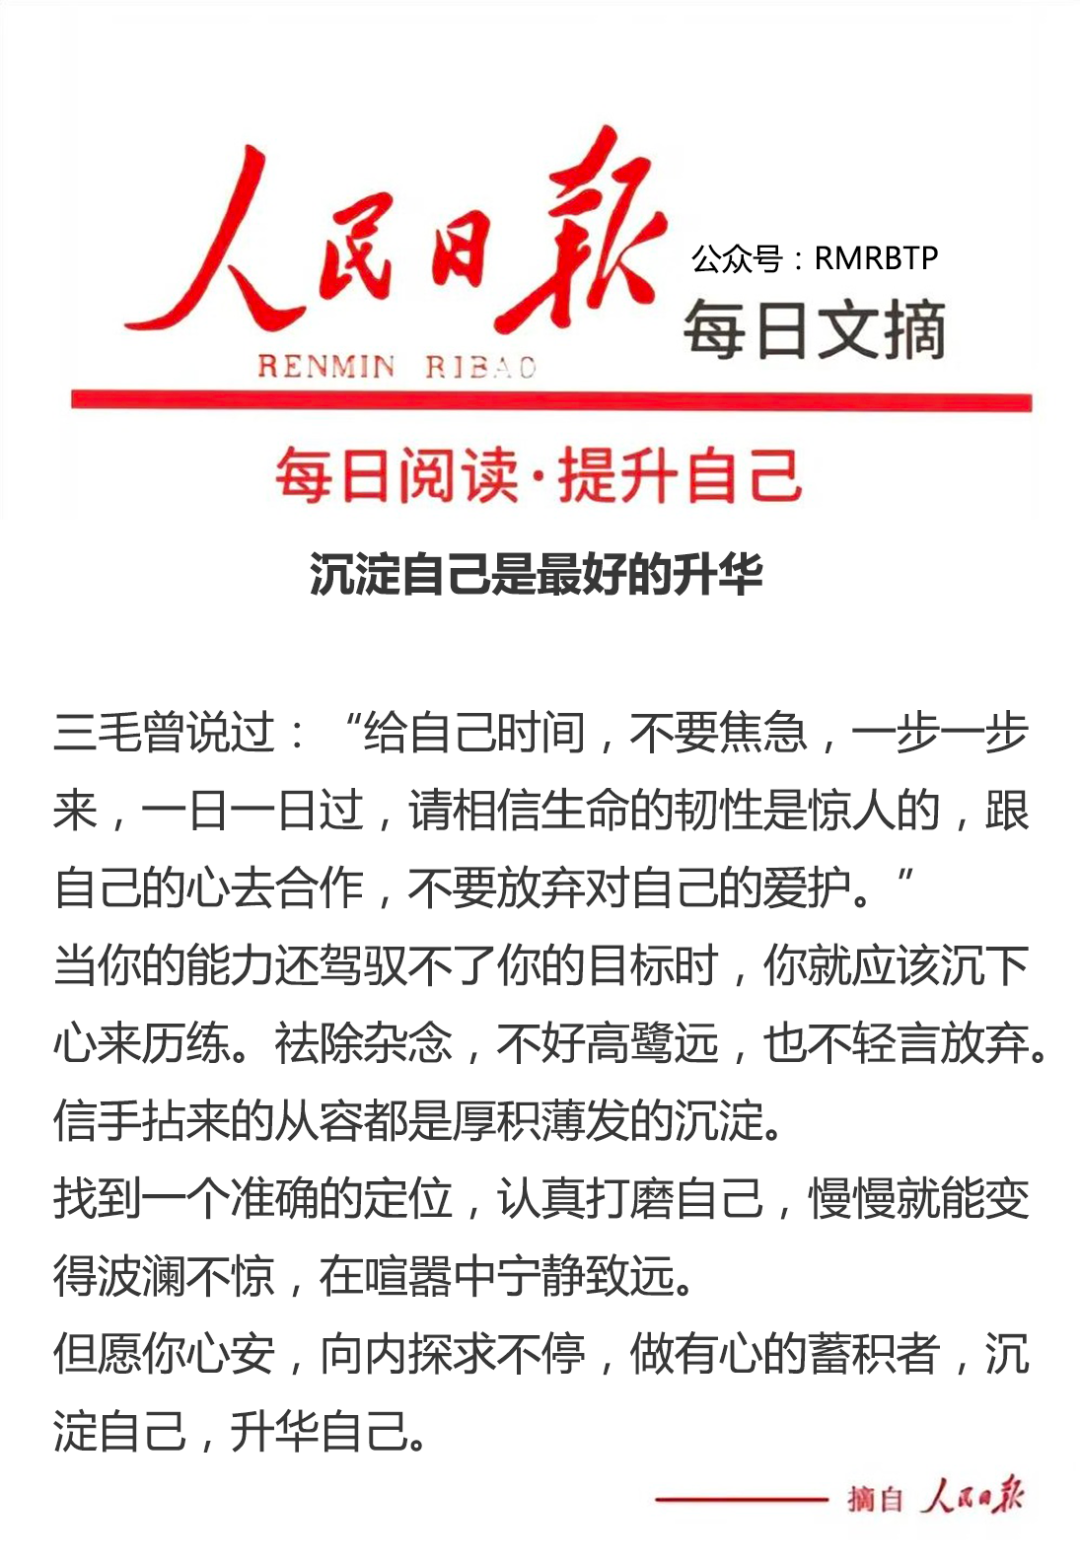 人民日报
公众号：RMRBTP
每日文摘
RENMIN RIBAO
每日阅读·提升自己
沉淀自己是最好的升华
三毛曾说过：“给自己时间，不要焦急，一步一步
来，一日一日过，请相信生命的韧性是惊人的，跟
自己的心去合作，不要放弃对自己的爱护。”
当你的能力还驾驭不了你的目标时，你就应该沉下
心来历练。祛除杂念，不好高鹭远，也不轻言放弃。
信手拈来的从容都是厚积薄发的沉淀。
找到一个准确的定位，认真打磨自己，慢慢就能变
得波澜不惊，在喧嚣中宁静致远。
但愿你心安，向内探求不停，做有心的蓄积者，沉
淀自己，升华自己。
摘自 人民日报